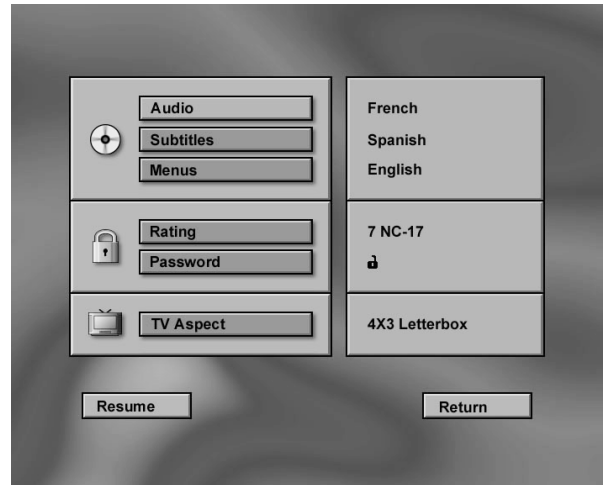 Audio French
Subtitles Spanish
Menus English
Rating 7 NC-17
Password
TV Aspect 4X3 Letterbox
Resume Return